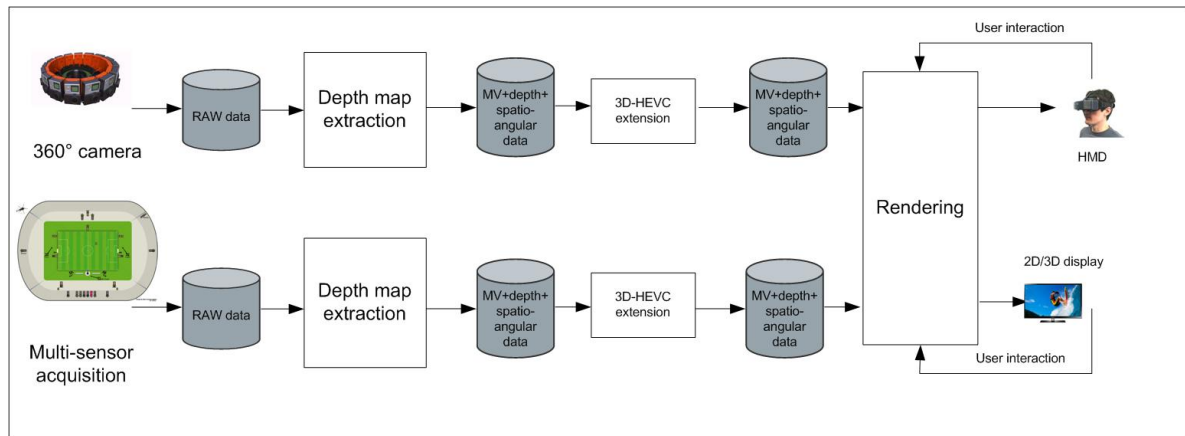 User interaction
360° camera
RAW data
Depth map
extraction
MV+depth+
spatio-
angular
data
3D-HEVC
extension
MV+depth+
spatio-
angular
data
Rendering
HMD
Multi-sensor
acquisition
RAW data
Depth map
extraction
MV+depth+
spatio-
angular
data
3D-HEVC
extension
MV+depth+
spatio-
angular
data
2D/3D display
User interaction